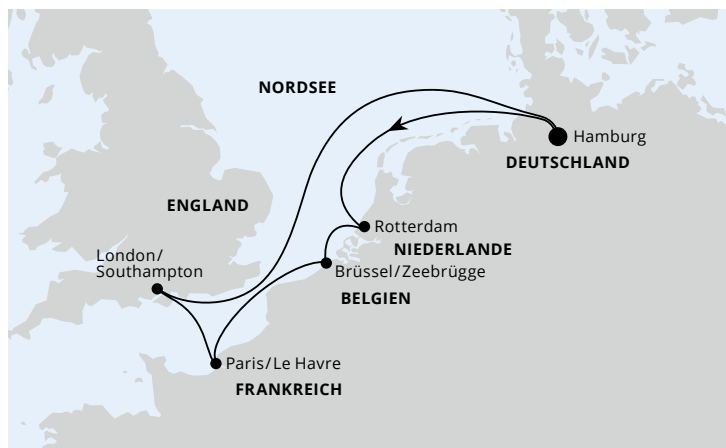 NORDSEE
Hamburg
DEUTSCHLAND
ENGLAND
Rotterdam
NIEDERLANDE
London/
Southampton
Brüssel/Zeebrügge
BELGIEN
Paris/Le Havre
FRANKREICH